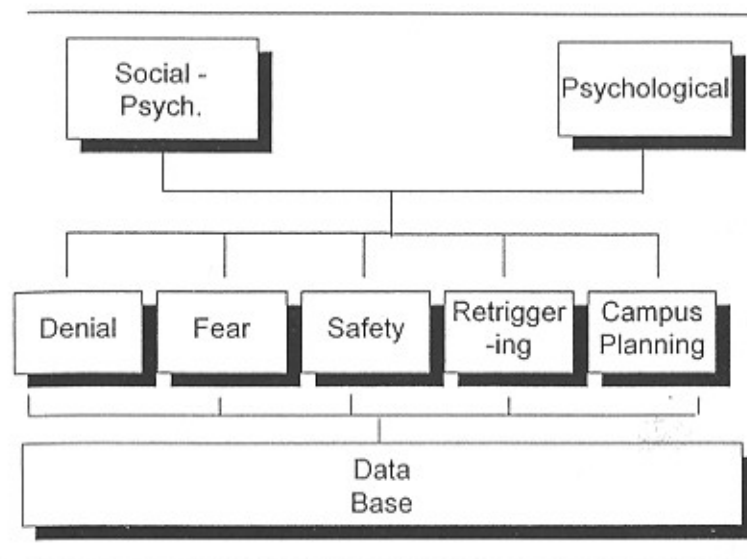 Social -
Psych.
Psychological
Denial
Fear
Safety
Retrigger
-ing
Campus
Planning
Data
Base